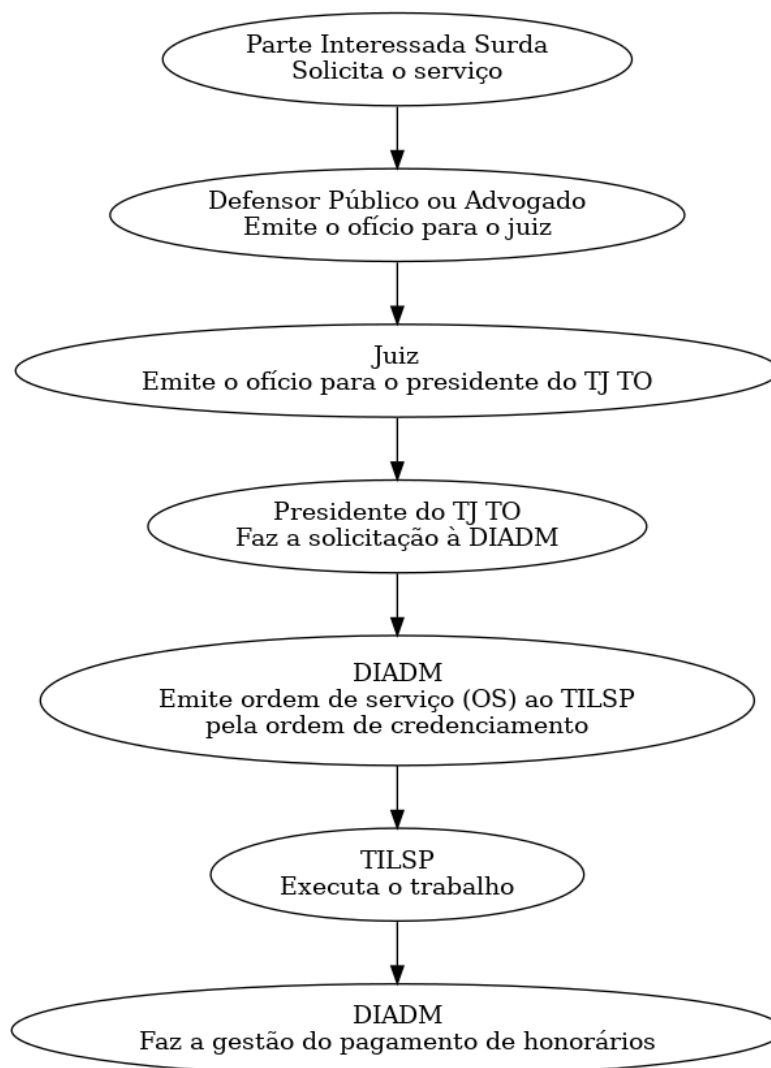 Parte Interessada Surda
Solicita o serviço
Defensor Público ou Advogado
Emite o ofício para o juiz
Juiz
Emite o ofício para o presidente do TJ TO
Presidente do TJ TO
Faz a solicitação à DIADM
DIADM
Emite ordem de serviço (OS) ao TILSP
pela ordem de credenciamento
TILSP
Executa o trabalho
DIADM
Faz a gestão do pagamento de honorários